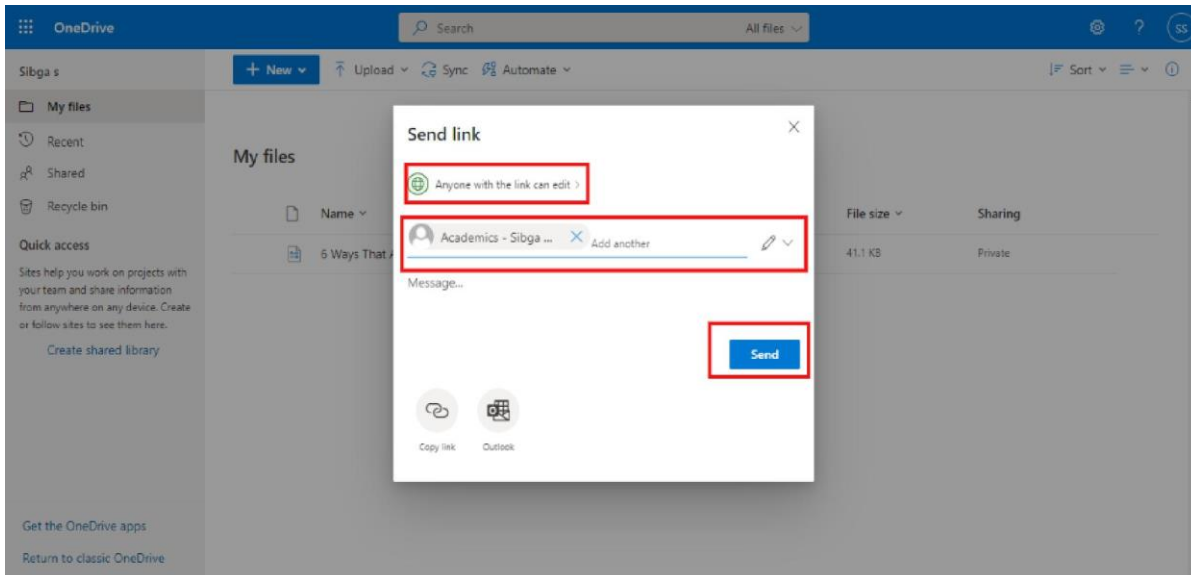 OneDrive
Search
All files
?
SS
Sibga s
+ New
Upload
Sync
Automate
Sort
My files
Recent
Shared
Recycle bin
Quick access
Sites help you work on projects with
your team and share information
from anywhere on any device. Create
or follow sites to see them here.
Create shared library
Get the OneDrive apps
Return to classic OneDrive
My files
Name
File size
Sharing
6 Ways That
41.1 KB
Private
Send link
Anyone with the link can edit >
Academics - Sibga ...
Add another
Message...
Send
Copy link
Outlook